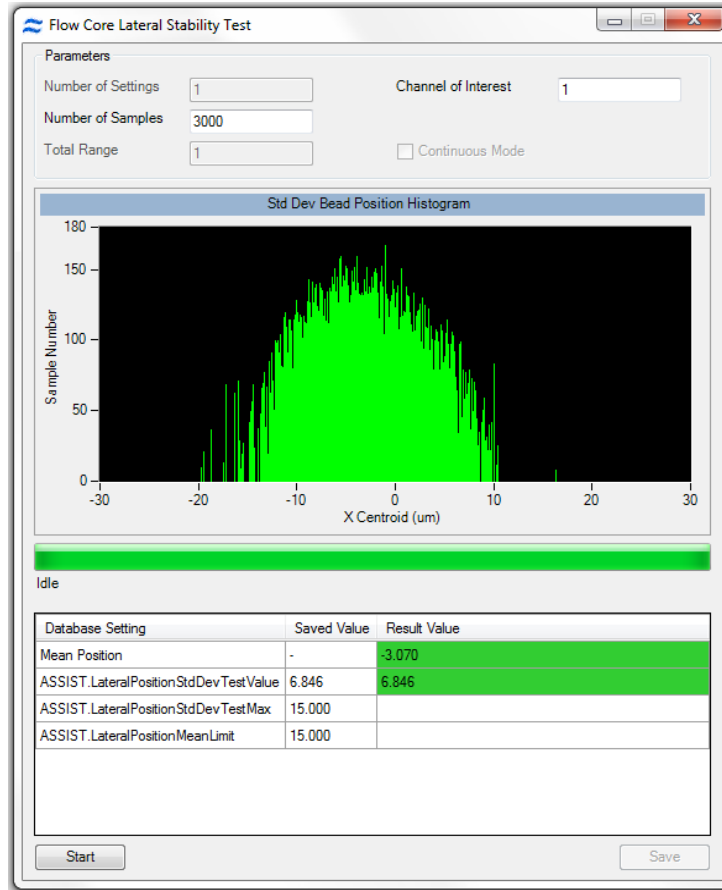 Flow Core Lateral Stability Test
Parameters
Number of Settings 1 Channel of Interest 1
Number of Samples 3000
Total Range 1 Continuous Mode
Std Dev Bead Position Histogram
180
150
100
50
0
Sample Number
-30 -20 -10 0 10 20 30
X Centroid (um)
Idle
Database Setting Saved Value Result Value
Mean Position - -3.070
ASSIST.LateralPositionStdDevTestValue 6.846 6.846
ASSIST.LateralPositionStdDevTestMax 15.000
ASSIST.LateralPositionMeanLimit 15.000
Start Save